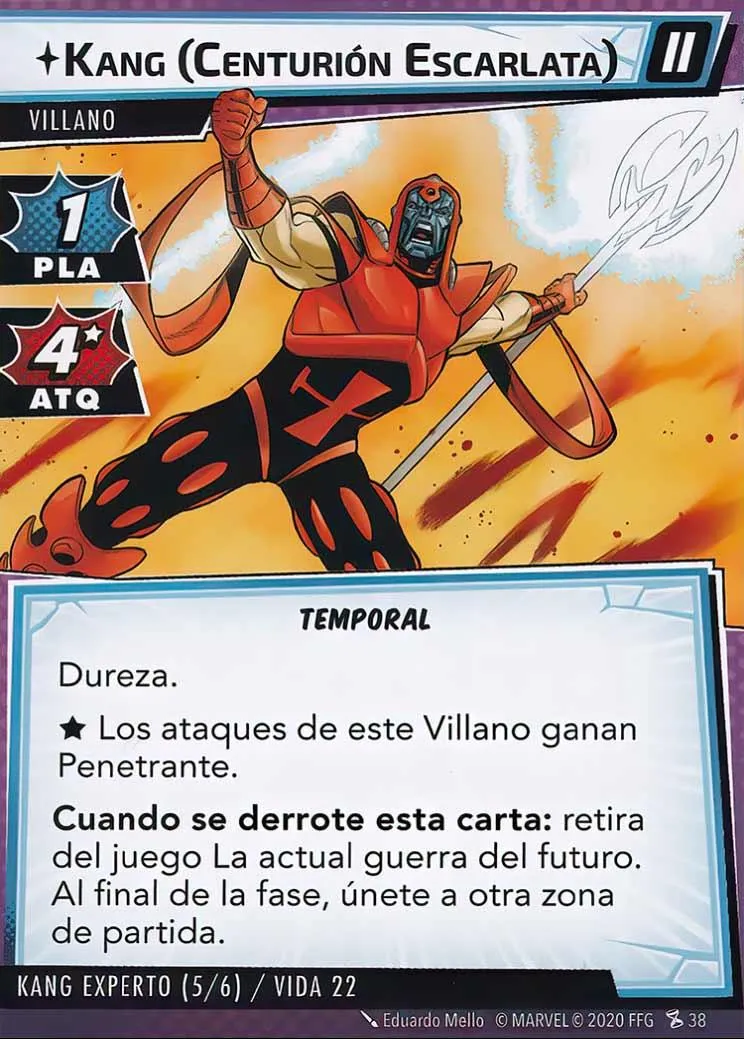 KANG (CENTURIÓN ESCARLATA)
II
VILLANO
1
PLA
4★
ATQ
TEMPORAL
Dureza.
★ Los ataques de este Villano ganan
Penetrante.
Cuando se derrote esta carta: retira
del juego La actual guerra del futuro.
Al final de la fase, únete a otra zona
de partida.
KANG EXPERTO (5/6) / VIDA 22
Eduardo Mello © MARVEL © 2020 FFG 38